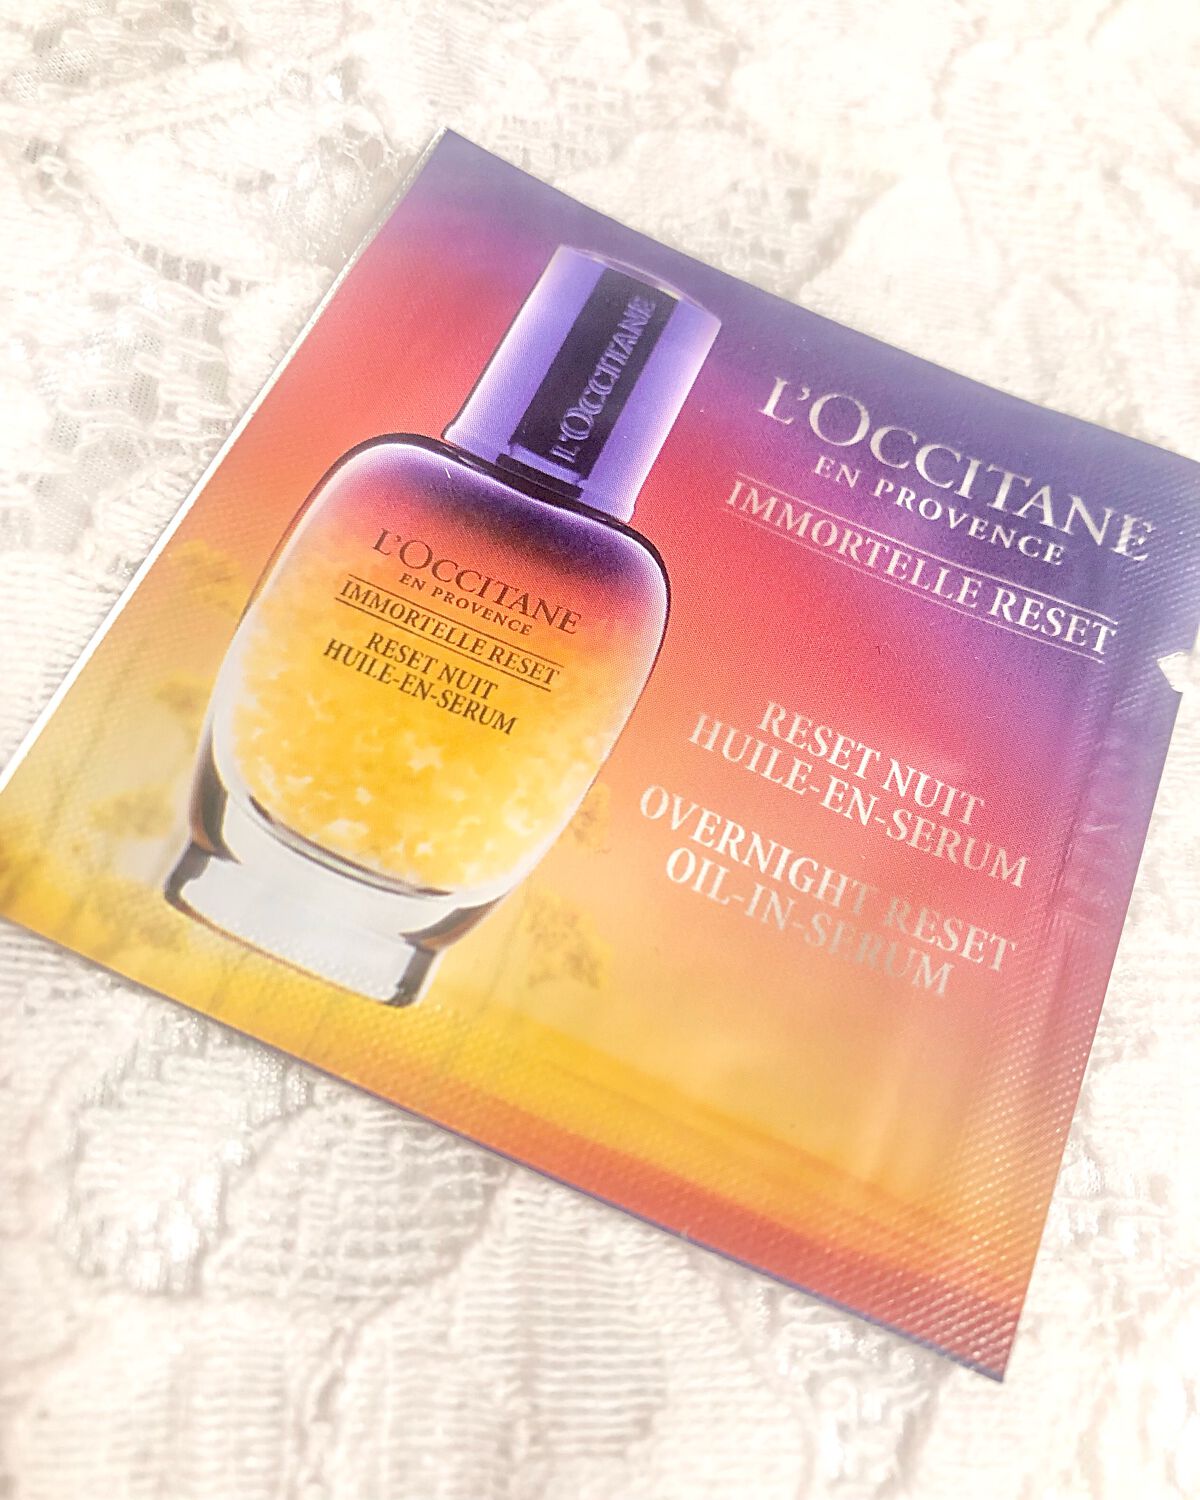 L'OCCITANE
L'OCCITANE
EN PROVENCE
IMMORTELLE RESET
RESET NUIT
HUILE-EN-SERUM
L'OCCITANE
EN PROVENCE
IMMORTELLE RESET
RESET NUIT
HUILE-EN-SERUM
OVERNIGHT RESET
OIL-IN-SERUM